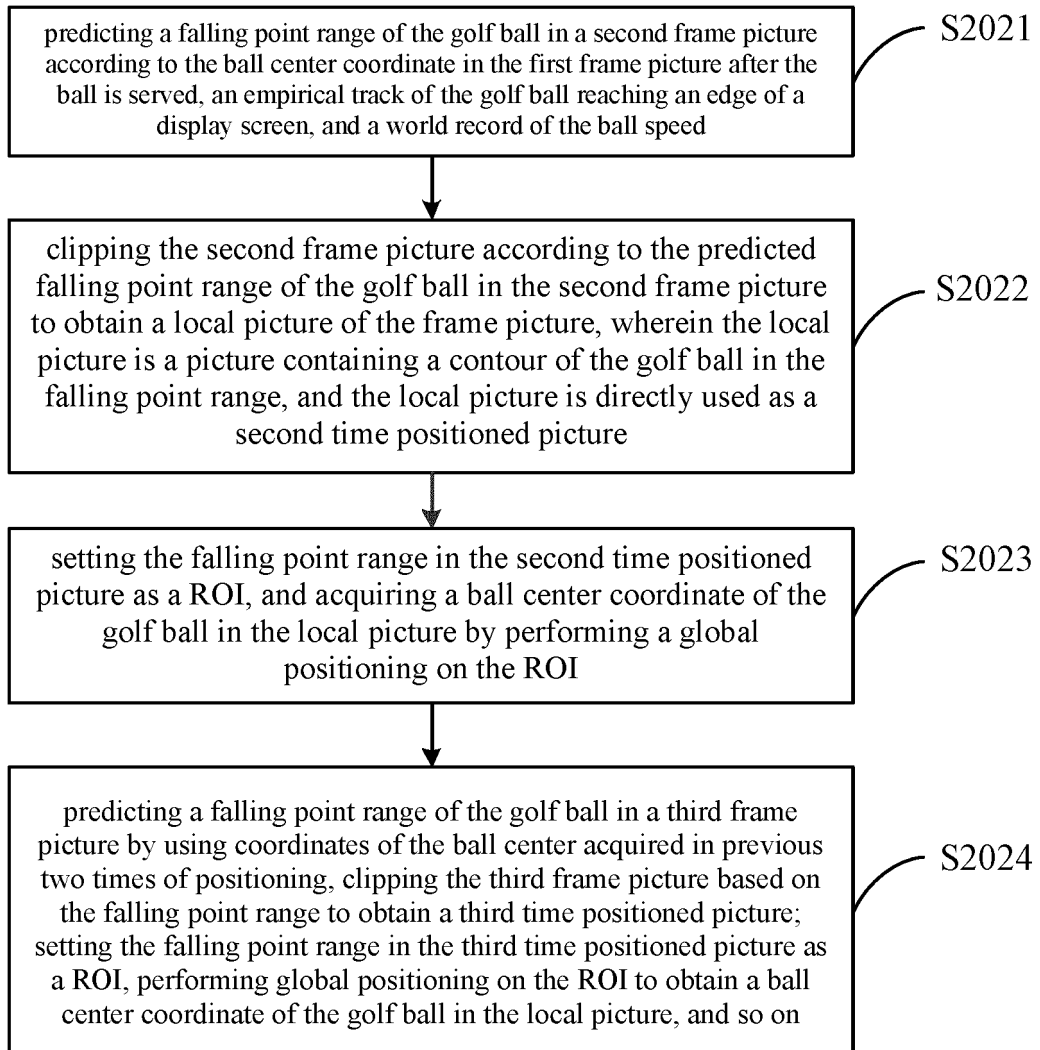 predicting a falling point range of the golf ball in a second frame picture
according to the ball center coordinate in the first frame picture after the
ball is served, an empirical track of the golf ball reaching an edge of a
display screen, and a world record of the ball speed
S2021
clipping the second frame picture according to the predicted
falling point range of the golf ball in the second frame picture
to obtain a local picture of the frame picture, wherein the local
picture is a picture containing a contour of the golf ball in the
falling point range, and the local picture is directly used as a
second time positioned picture
S2022
setting the falling point range in the second time positioned
picture as a ROI, and acquiring a ball center coordinate of the
golf ball in the local picture by performing a global
positioning on the ROI
S2023
predicting a falling point range of the golf ball in a third frame
picture by using coordinates of the ball center acquired in previous
two times of positioning, clipping the third frame picture based on
the falling point range to obtain a third time positioned picture;
setting the falling point range in the third time positioned picture as
a ROI, performing global positioning on the ROI to obtain a ball
center coordinate of the golf ball in the local picture, and so on
S2024